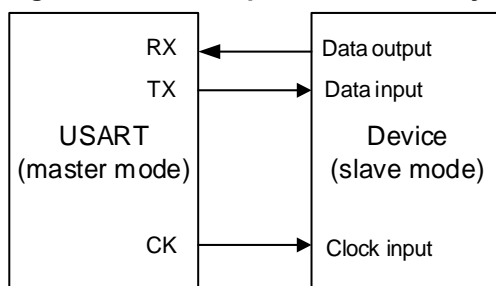 RX
Data output
TX
Data input
USART
(master mode)
Device
(slave mode)
CK
Clock input